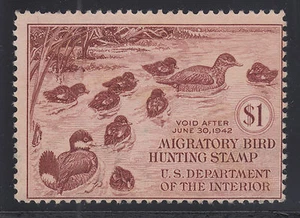 VOID AFTER
JUNE 30, 1942
$1
MIGRATORY BIRD
HUNTING STAMP
U. S. DEPARTMENT
OF THE INTERIOR